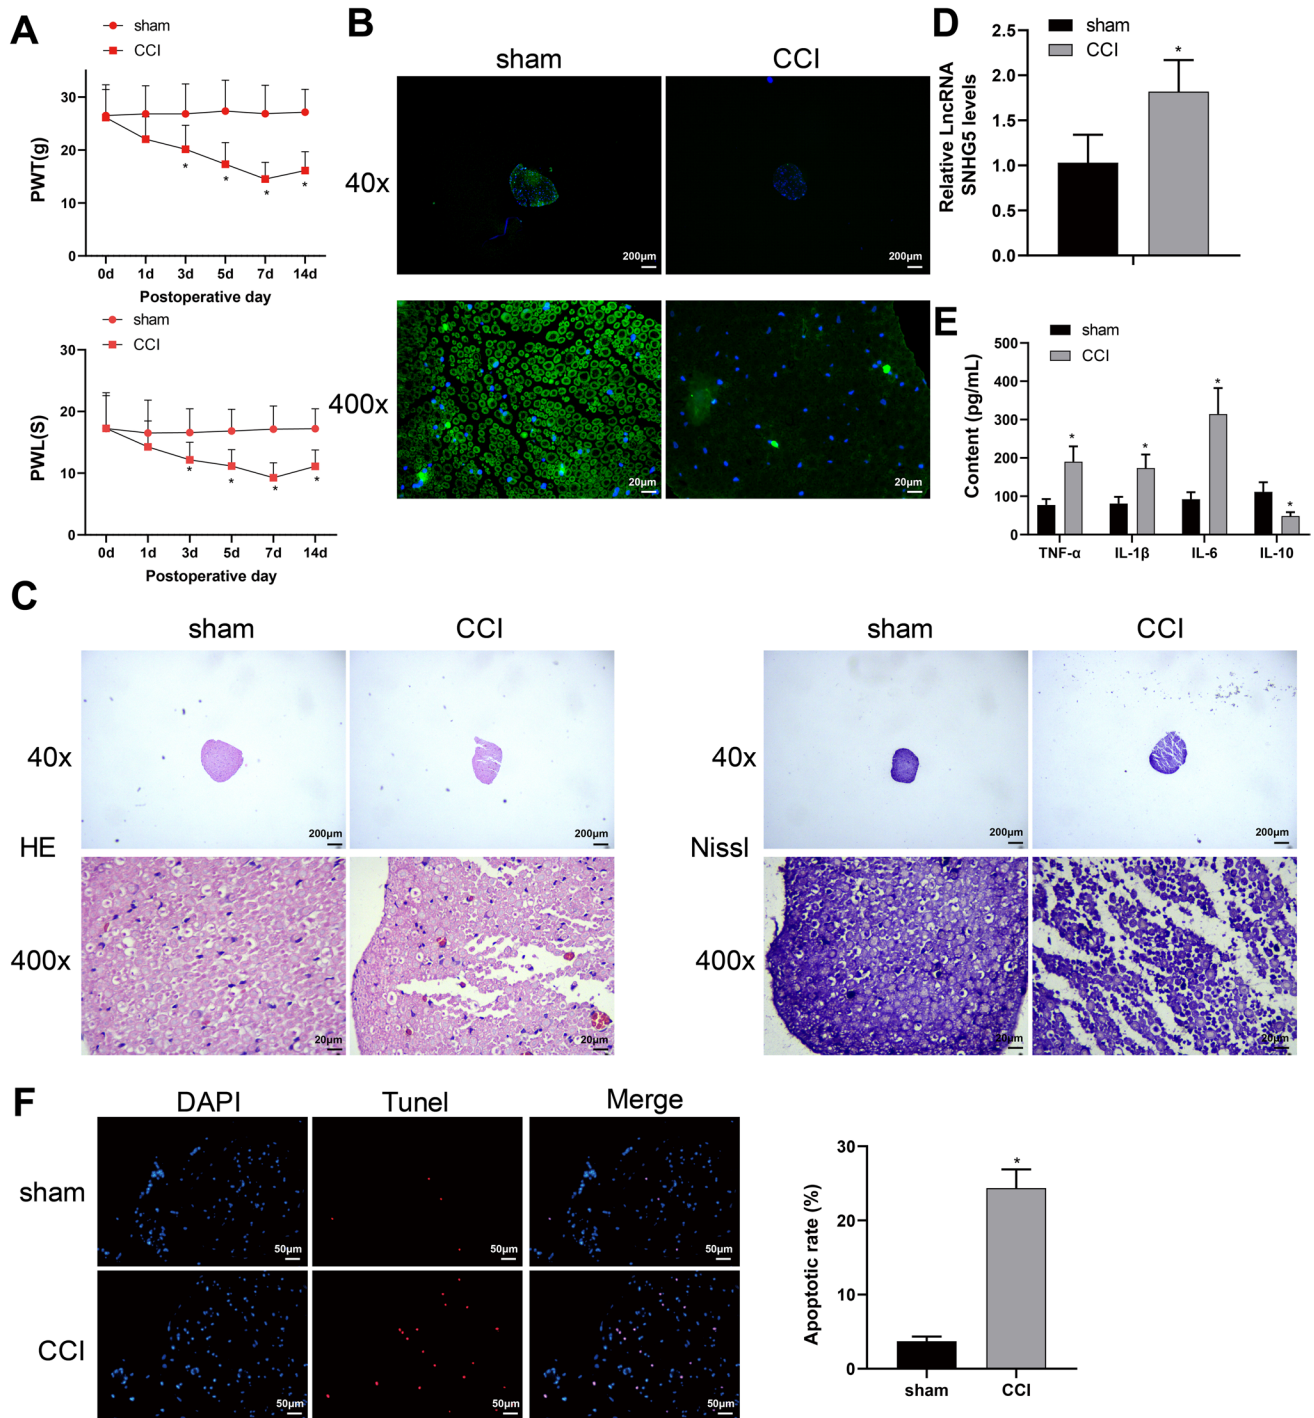 A
sham
CCI
PWT(g)
30
20
10
0
0d 1d 3d 5d 7d 14d
* * * *
Postoperative day
sham
CCI
PWL(S)
30
20
10
0
* * * *
0d 1d 3d 5d 7d 14d
Postoperative day
B
sham CCI
40x
200μm 200μm
400x
20μm 20μm
D
sham
CCI
Relative LncRNA
SNHG5 levels
2.5
2.0
1.5
1.0
0.5
0.0
*
E
sham
CCI
Content (pg/mL)
500
400
300
200
100
0
* * * *
TNF-α IL-1β IL-6 IL-10
C
sham CCI
40x
200μm 200μm
HE
400x
20μm 20μm
sham CCI
40x
200μm 200μm
Nissl
400x
20μm 20μm
F
DAPI Tunel Merge
sham
50μm 50μm 50μm
CCI
50μm 50μm 50μm
Apoptotic rate (%)
30
20
10
0
*
sham CCI